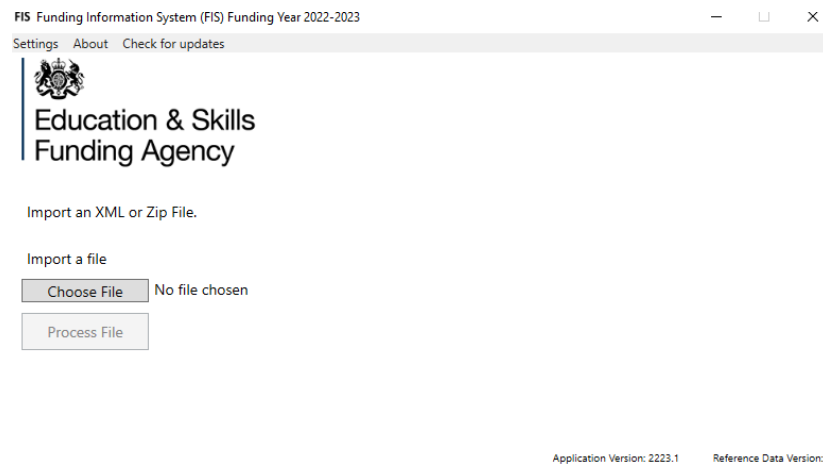 FIS Funding Information System (FIS) Funding Year 2022-2023
Settings About Check for updates
Education & Skills
Funding Agency
Import an XML or Zip File.
Import a file
Choose File No file chosen
Process File
Application Version: 2223.1 Reference Data Version: